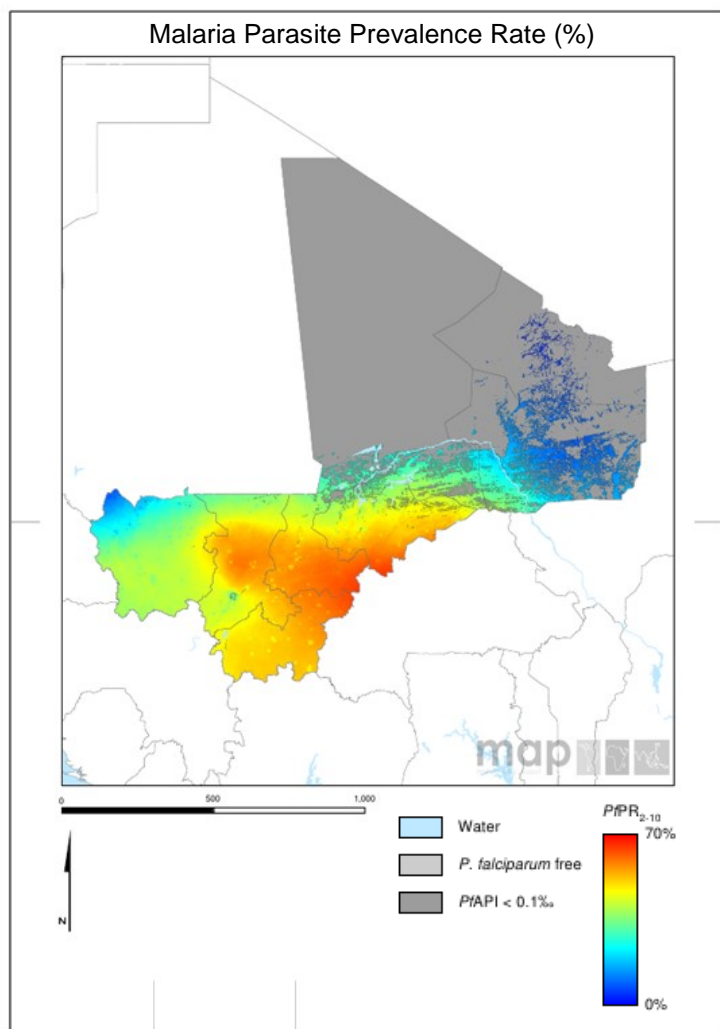 Malaria Parasite Prevalence Rate (%)
map
0 500 1,000
N
Water
P. falciparum free
PfAPI < 0.1‰
PfPR2-10
70%
0%